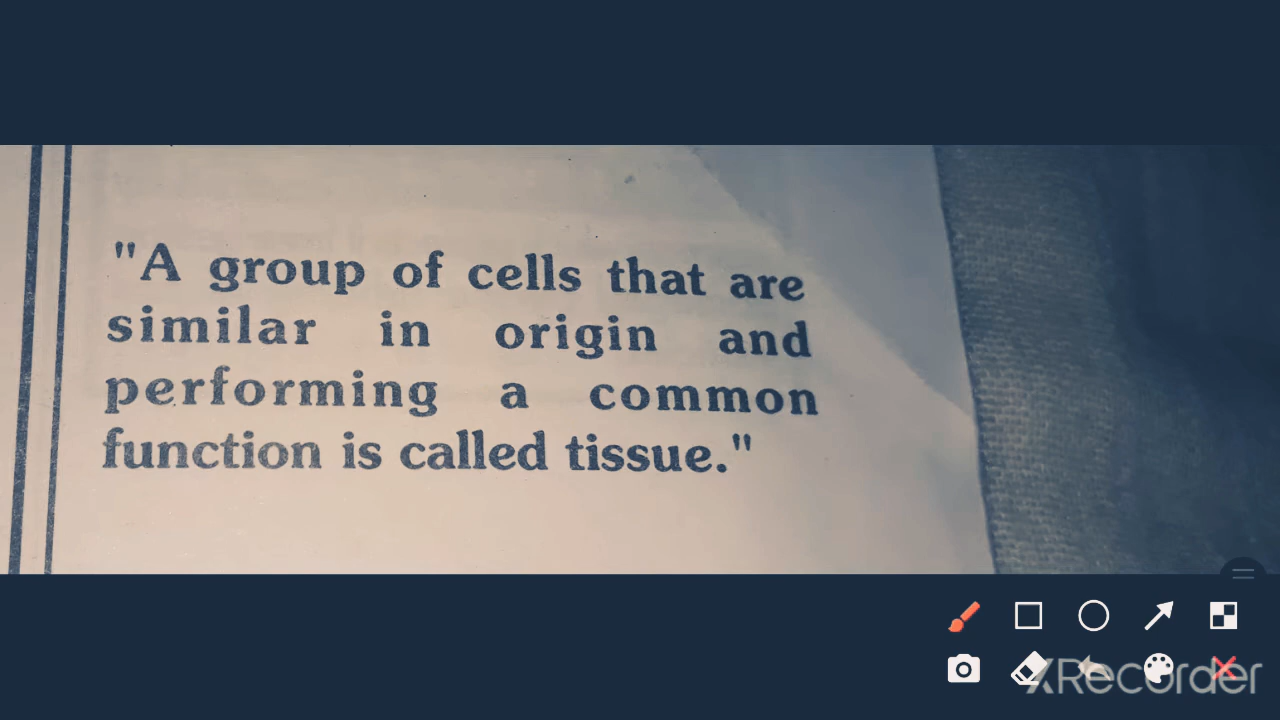 "A group of cells that are
similar in origin and
performing a common
function is called tissue."
XRecorder